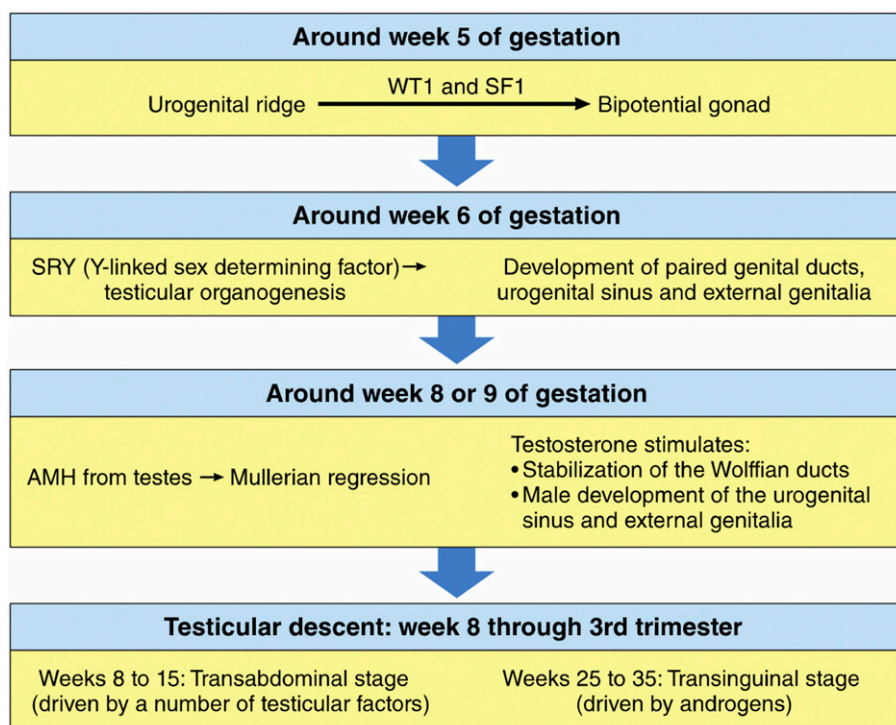 Around week 5 of gestation
WT1 and SF1
Urogenital ridge → Bipotential gonad
Around week 6 of gestation
SRY (Y-linked sex determining factor) →
testicular organogenesis
Development of paired genital ducts,
urogenital sinus and external genitalia
Around week 8 or 9 of gestation
AMH from testes → Mullerian regression
Testosterone stimulates:
• Stabilization of the Wolffian ducts
• Male development of the urogenital
sinus and external genitalia
Testicular descent: week 8 through 3rd trimester
Weeks 8 to 15: Transabdominal stage
(driven by a number of testicular factors)
Weeks 25 to 35: Transinguinal stage
(driven by androgens)